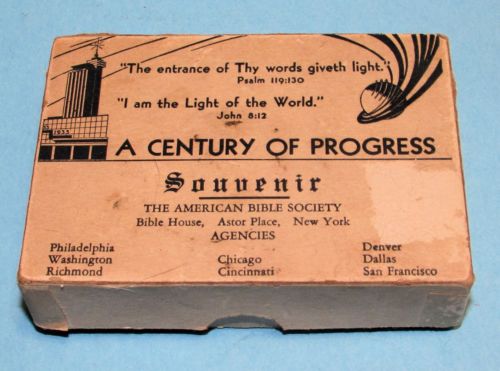 "The entrance of Thy words giveth light."
Psalm 119:130
"I am the Light of the World."
John 8:12
1933
A CENTURY OF PROGRESS
Souvenir
THE AMERICAN BIBLE SOCIETY
Bible House, Astor Place, New York
AGENCIES
Philadelphia Denver
Washington Chicago Dallas
Richmond Cincinnati San Francisco